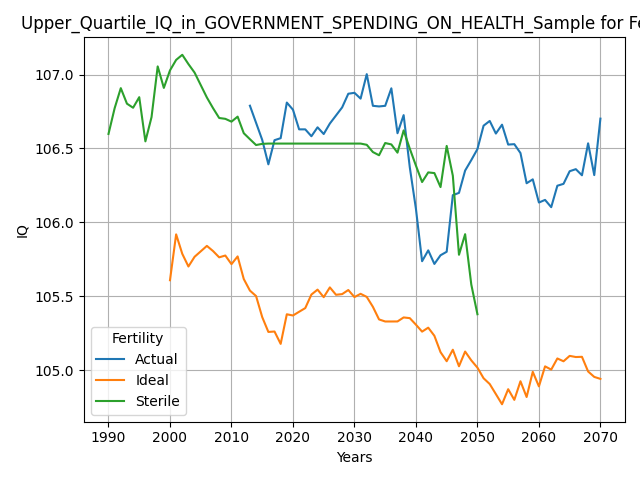 Upper_Quartile_IQ_in_GOVERNMENT_SPENDING_ON_HEALTH_Sample for Fe
107.0
106.5
106.0
105.5
105.0
IQ
Fertility
Actual
Ideal
Sterile
1990 2000 2010 2020 2030 2040 2050 2060 2070
Years